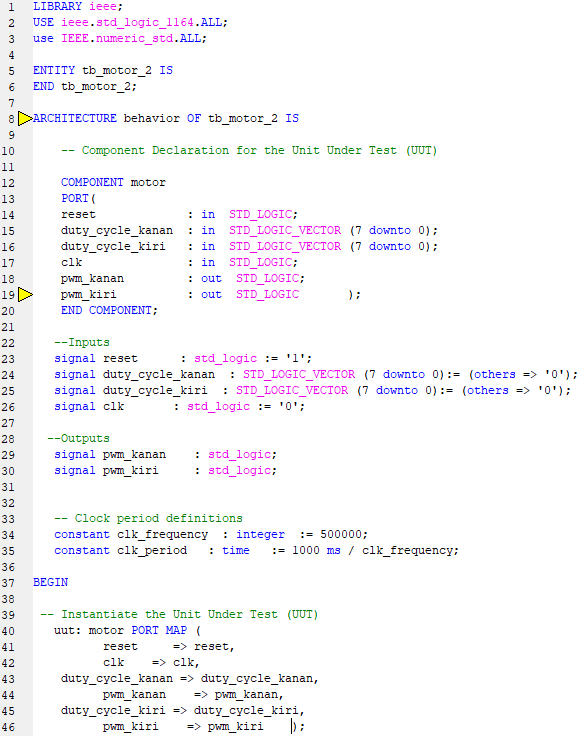 1 LIBRARY ieee;
2 USE ieee.std_logic_1164.ALL;
3 use IEEE.numeric_std.ALL;
4
5 ENTITY tb_motor_2 IS
6 END tb_motor_2;
7
8 ARCHITECTURE behavior OF tb_motor_2 IS
9
10 -- Component Declaration for the Unit Under Test (UUT)
11
12 COMPONENT motor
13 PORT(
14 reset : in STD_LOGIC;
15 duty_cycle_kanan : in STD_LOGIC_VECTOR (7 downto 0);
16 duty_cycle_kiri : in STD_LOGIC_VECTOR (7 downto 0);
17 clk : in STD_LOGIC;
18 pwm_kanan : out STD_LOGIC;
19 pwm_kiri : out STD_LOGIC );
20 END COMPONENT;
21
22 --Inputs
23 signal reset : std_logic := '1';
24 signal duty_cycle_kanan : STD_LOGIC_VECTOR (7 downto 0):= (others => '0');
25 signal duty_cycle_kiri : STD_LOGIC_VECTOR (7 downto 0):= (others => '0');
26 signal clk : std_logic := '0';
27
28 --Outputs
29 signal pwm_kanan : std_logic;
30 signal pwm_kiri : std_logic;
31
32
33 -- Clock period definitions
34 constant clk_frequency : integer := 500000;
35 constant clk_period : time := 1000 ms / clk_frequency;
36
37 BEGIN
38
39 -- Instantiate the Unit Under Test (UUT)
40 uut: motor PORT MAP (
41 reset => reset,
42 clk => clk,
43 duty_cycle_kanan => duty_cycle_kanan,
44 pwm_kanan => pwm_kanan,
45 duty_cycle_kiri => duty_cycle_kiri,
46 pwm_kiri => pwm_kiri );